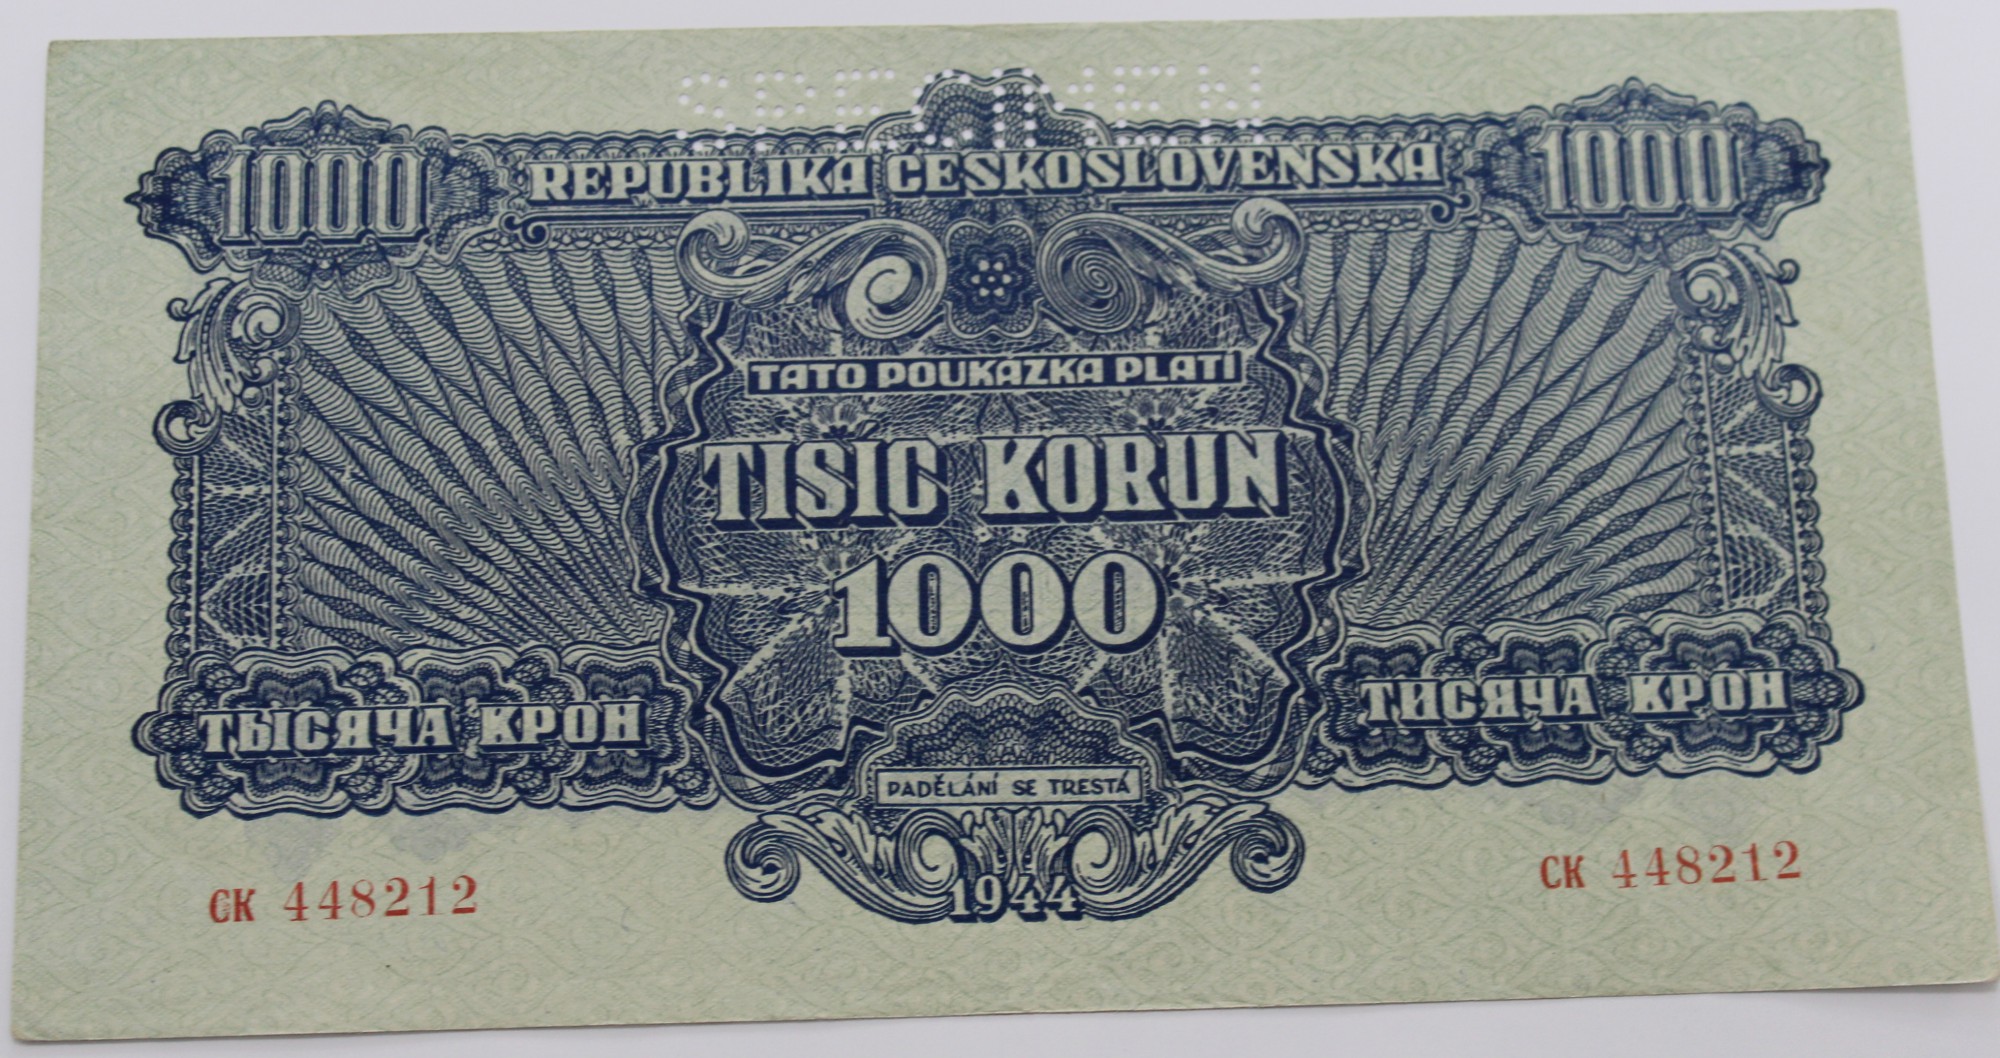 SPECIMEN
1000 REPUBLIKA ČESKOSLOVENSKÁ 1000
TATO POUKÁZKA PLATÍ
TISÍC KORUN
1000
ТЫСЯЧА КРОН
ТИСЯЧА КРОН
PADĚLÁNÍ SE TRESTÁ
1944
СК 448212
СК 448212